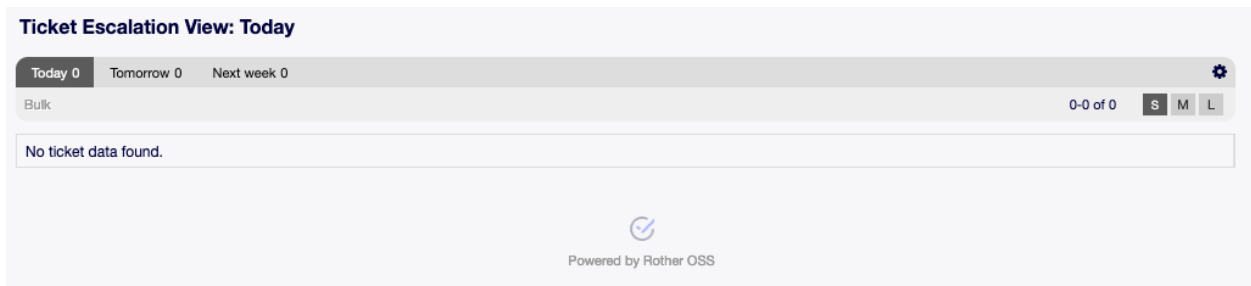 Ticket Escalation View: Today
Today 0 Tomorrow 0 Next week 0
Bulk 0-0 of 0 S M L
No ticket data found.
Powered by Rother OSS